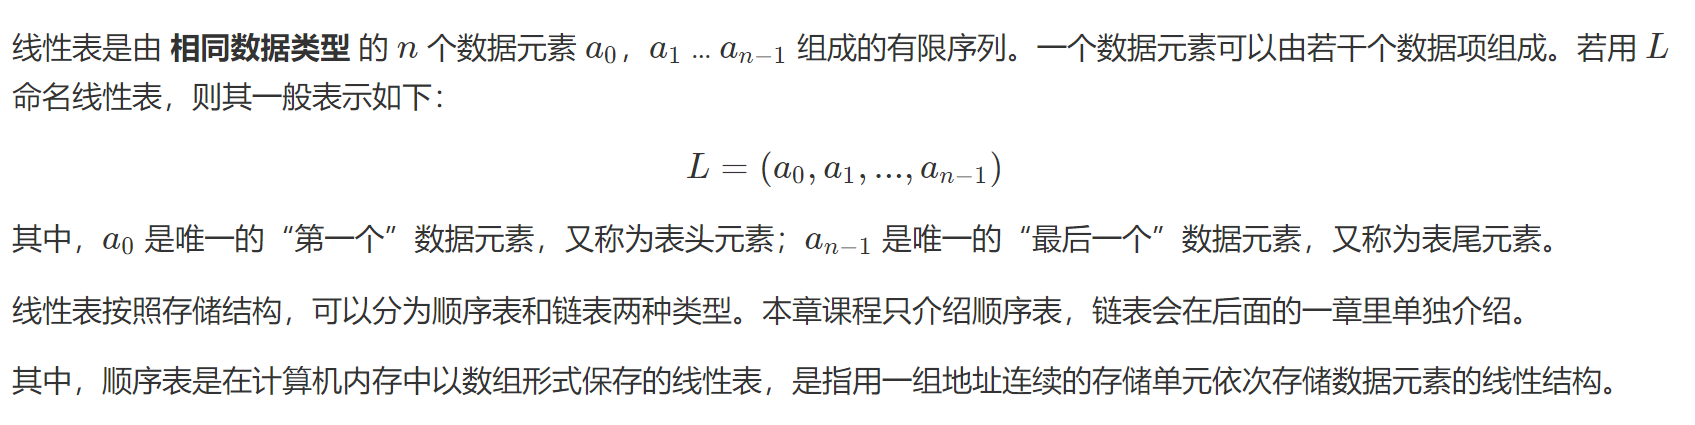 线性表是由 相同数据类型 的 n 个数据元素 a₀，a₁ ... aₙ₋₁ 组成的有限序列。一个数据元素可以由若干个数据项组成。若用 L
命名线性表，则其一般表示如下：
L = (a₀, a₁, ..., aₙ₋₁)
其中，a₀ 是唯一的“第一个”数据元素，又称为表头元素；aₙ₋₁ 是唯一的“最后一个”数据元素，又称为表尾元素。
线性表按照存储结构，可以分为顺序表和链表两种类型。本章课程只介绍顺序表，链表会在后面的一章里单独介绍。
其中，顺序表是在计算机内存中以数组形式保存的线性表，是指用一组地址连续的存储单元依次存储数据元素的线性结构。